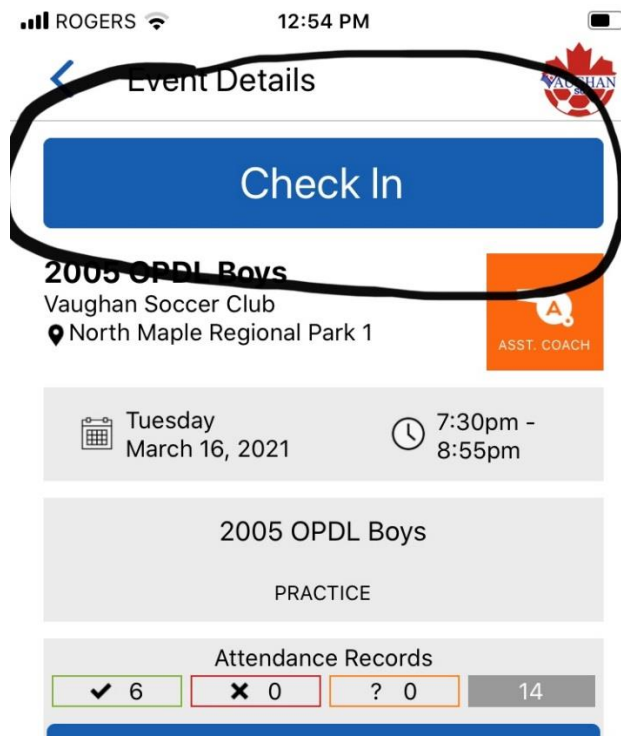 ROGERS 12:54 PM
Event Details
VAUGHAN
Check In
2005 OPDL Boys
Vaughan Soccer Club
North Maple Regional Park 1
A
ASST. COACH
Tuesday
March 16, 2021
7:30pm -
8:55pm
2005 OPDL Boys
PRACTICE
Attendance Records
✔ 6 ✖ 0 ? 0 14